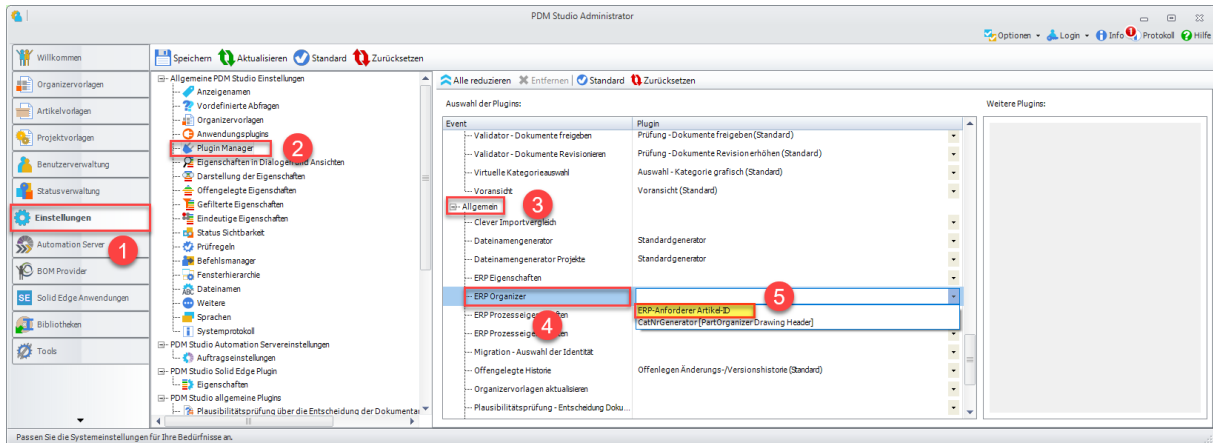 PDM Studio Administrator
Optionen Login Info Protokoll Hilfe
Willkommen
Organizervorlagen
Artikelvorlagen
Projektvorlagen
Benutzerverwaltung
Statusverwaltung
Einstellungen
1
Automation Server
BOM Provider
SE Solid Edge Anwendungen
Bibliotheken
Tools
Speichern Aktualisieren Standard Zurücksetzen
Allgemeine PDM Studio Einstellungen
Anzeigenamen
Vordefinierte Abfragen
Organizervorlagen
Anwendungsplugins
Plugin Manager
2
Eigenschaften in Dialogen und Ansichten
Darstellung der Eigenschaften
Offengelegte Eigenschaften
Gefilterte Eigenschaften
Eindeutige Eigenschaften
Status Sichtbarkeit
Prüfregeln
Befehlsmanager
Fensterhierarchie
Dateinamen
Weitere
Sprachen
Systemprotokoll
PDM Studio Automation Servereinstellungen
Auftragseinstellungen
PDM Studio Solid Edge Plugin
Eigenschaften
PDM Studio allgemeine Plugins
Plausibilitätsprüfung über die Entscheidung der Dokumentar
Alle reduzieren Entfernen Standard Zurücksetzen
Auswahl der Plugins:
Event Plugin
Validator - Dokumente freigeben Prüfung - Dokumente freigeben (Standard)
Validator - Dokumente Revisionieren Prüfung - Dokumente Revision erhöhen (Standard)
Virtuelle Kategorieauswahl Auswahl - Kategorie grafisch (Standard)
Voransicht Voransicht (Standard)
Allgemein
3
Clever Importvergleich
Dateinamengenerator Standardgenerator
Dateinamengenerator Projekte Standardgenerator
ERP Eigenschaften
ERP Organizer
5
ERP-Anforderer Artikel-ID
CatNrGenerator [PartOrganizer Drawing Header]
4
Migration - Auswahl der Identität
Offengelegte Historie Offenlegen Änderungs-/Versionshistorie (Standard)
Organizervorlagen aktualisieren
Plausibilitätsprüfung - Entscheidung Doku...
Weitere Plugins:
Passen Sie die Systemeinstellungen für Ihre Bedürfnisse an.